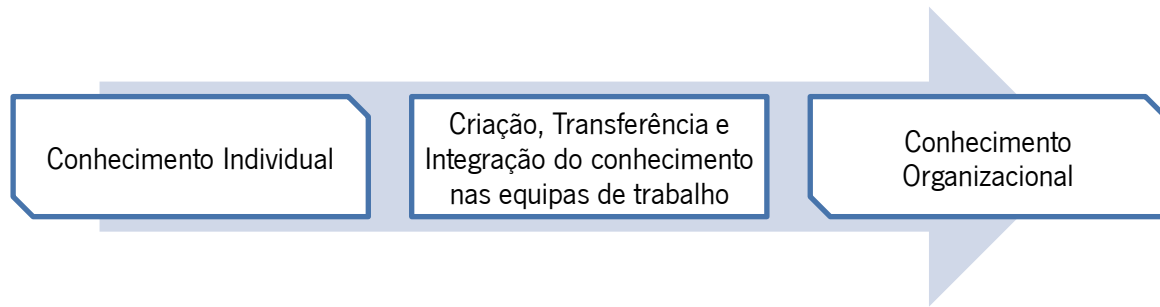 Conhecimento Individual
Criação, Transferência e
Integração do conhecimento
nas equipas de trabalho
Conhecimento
Organizacional